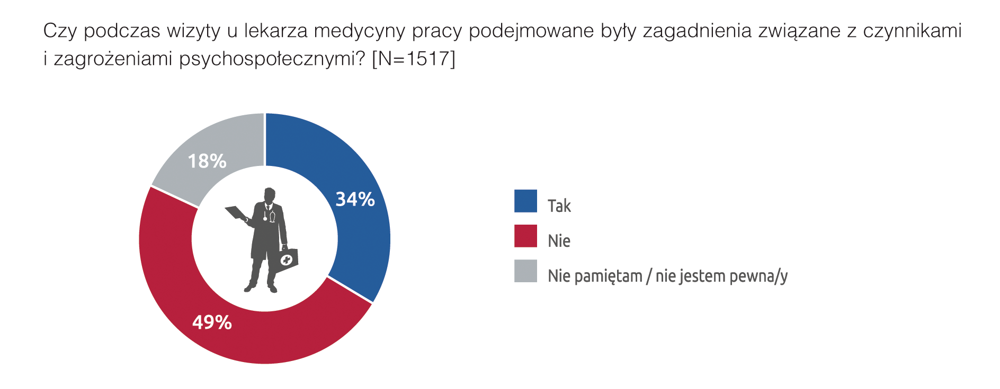 Czy podczas wizyty u lekarza medycyny pracy podejmowane były zagadnienia związane z czynnikami
i zagrożeniami psychospołecznymi? [N=1517]
18%
34%
49%
Tak
Nie
Nie pamiętam / nie jestem pewna/y